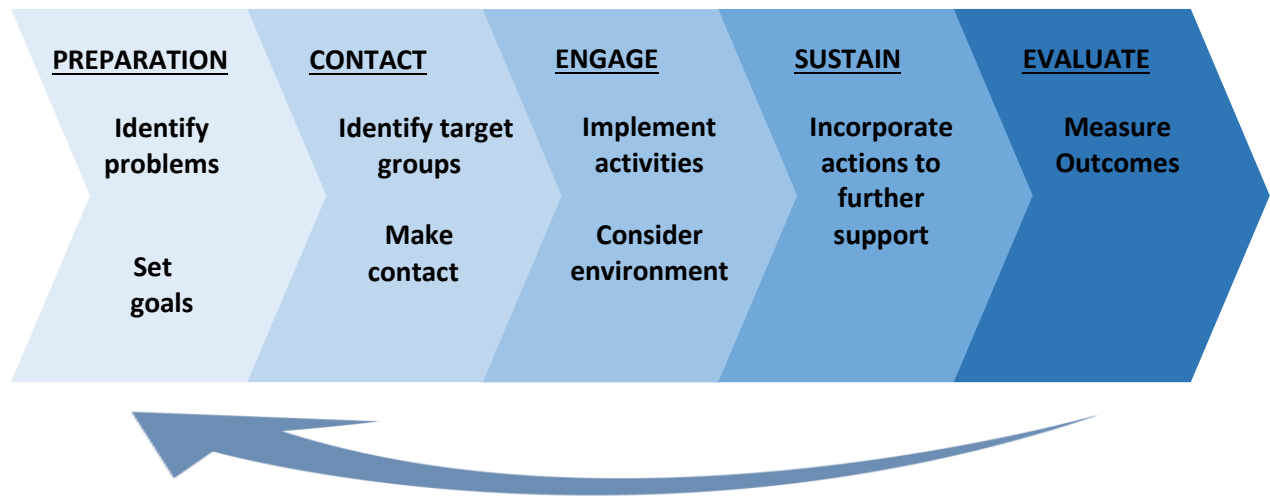 PREPARATION
Identify
problems
Set
goals
CONTACT
Identify target
groups
Make
contact
ENGAGE
Implement
activities
Consider
environment
SUSTAIN
Incorporate
actions to
further
support
EVALUATE
Measure
Outcomes